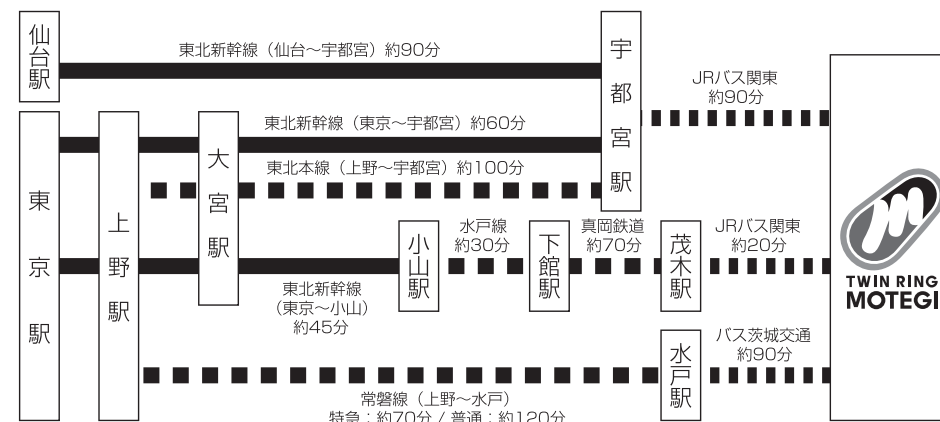 仙台駅
東北新幹線（仙台～宇都宮）約90分
宇都宮駅
JRバス関東
約90分
東京駅
上野駅
大宮駅
東北新幹線（東京～宇都宮）約60分
東北本線（上野～宇都宮）約100分
小山駅
水戸線
約30分
下館駅
真岡鉄道
約70分
茂木駅
JRバス関東
約20分
東北新幹線
（東京～小山）
約45分
TWIN RING
MOTEGI
水戸駅
バス茨城交通
約90分
常磐線（上野～水戸）
特急：約70分 / 普通：約120分